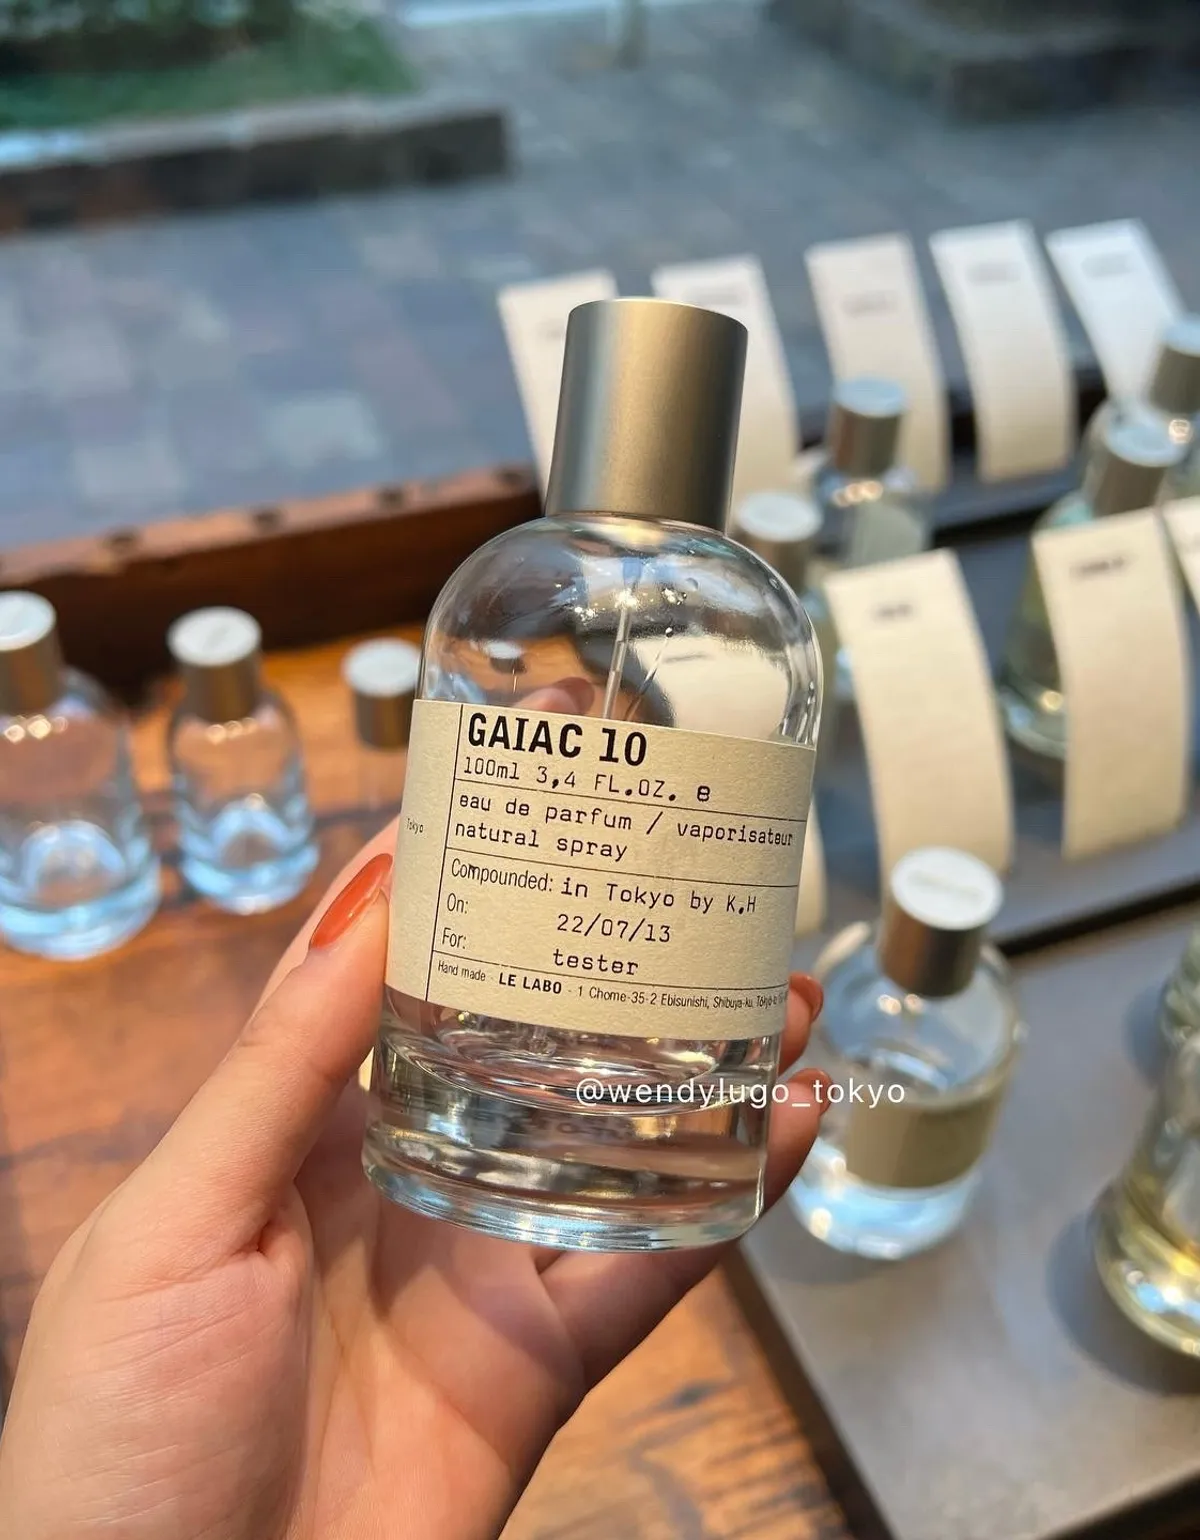 GAIAC 10
100ml 3,4 FL.OZ. e
eau de parfum / vaporisateur
natural spray
Tokyo
Compounded: in Tokyo by K.H
On: 22/07/13
For: tester
Hand made - LE LABO - 1 Chome-35-2 Ebisunishi, Shibuya-ku,
@wendylugo_tokyo